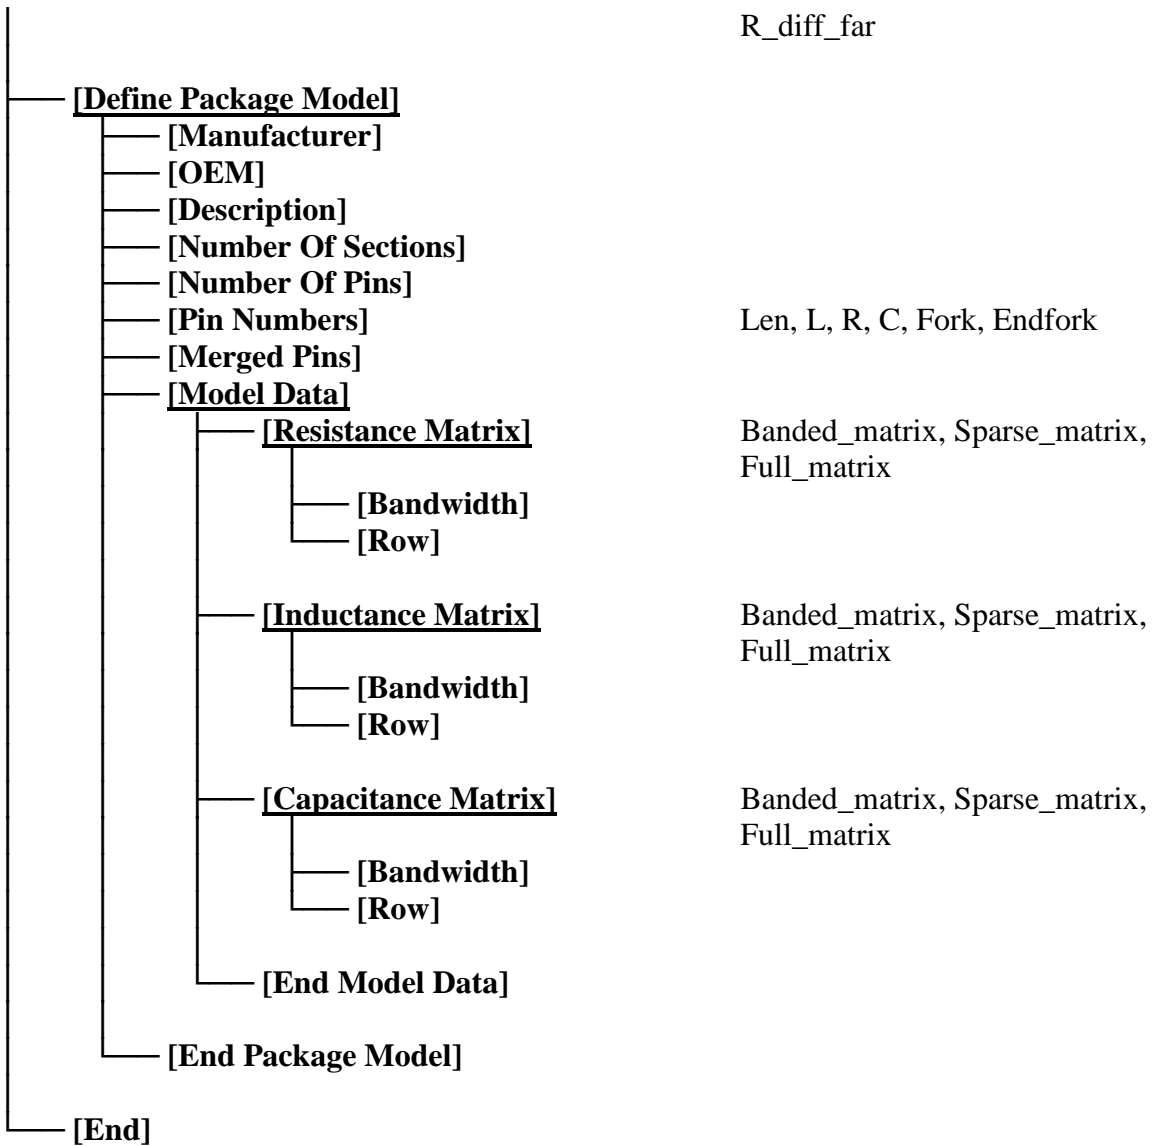 R_diff_far
[Define Package Model]
[Manufacturer]
[OEM]
[Description]
[Number Of Sections]
[Number Of Pins]
[Pin Numbers] Len, L, R, C, Fork, Endfork
[Merged Pins]
[Model Data]
[Resistance Matrix] Banded_matrix, Sparse_matrix,
Full_matrix
[Bandwidth]
[Row]
[Inductance Matrix] Banded_matrix, Sparse_matrix,
Full_matrix
[Bandwidth]
[Row]
[Capacitance Matrix] Banded_matrix, Sparse_matrix,
Full_matrix
[Bandwidth]
[Row]
[End Model Data]
[End Package Model]
[End]